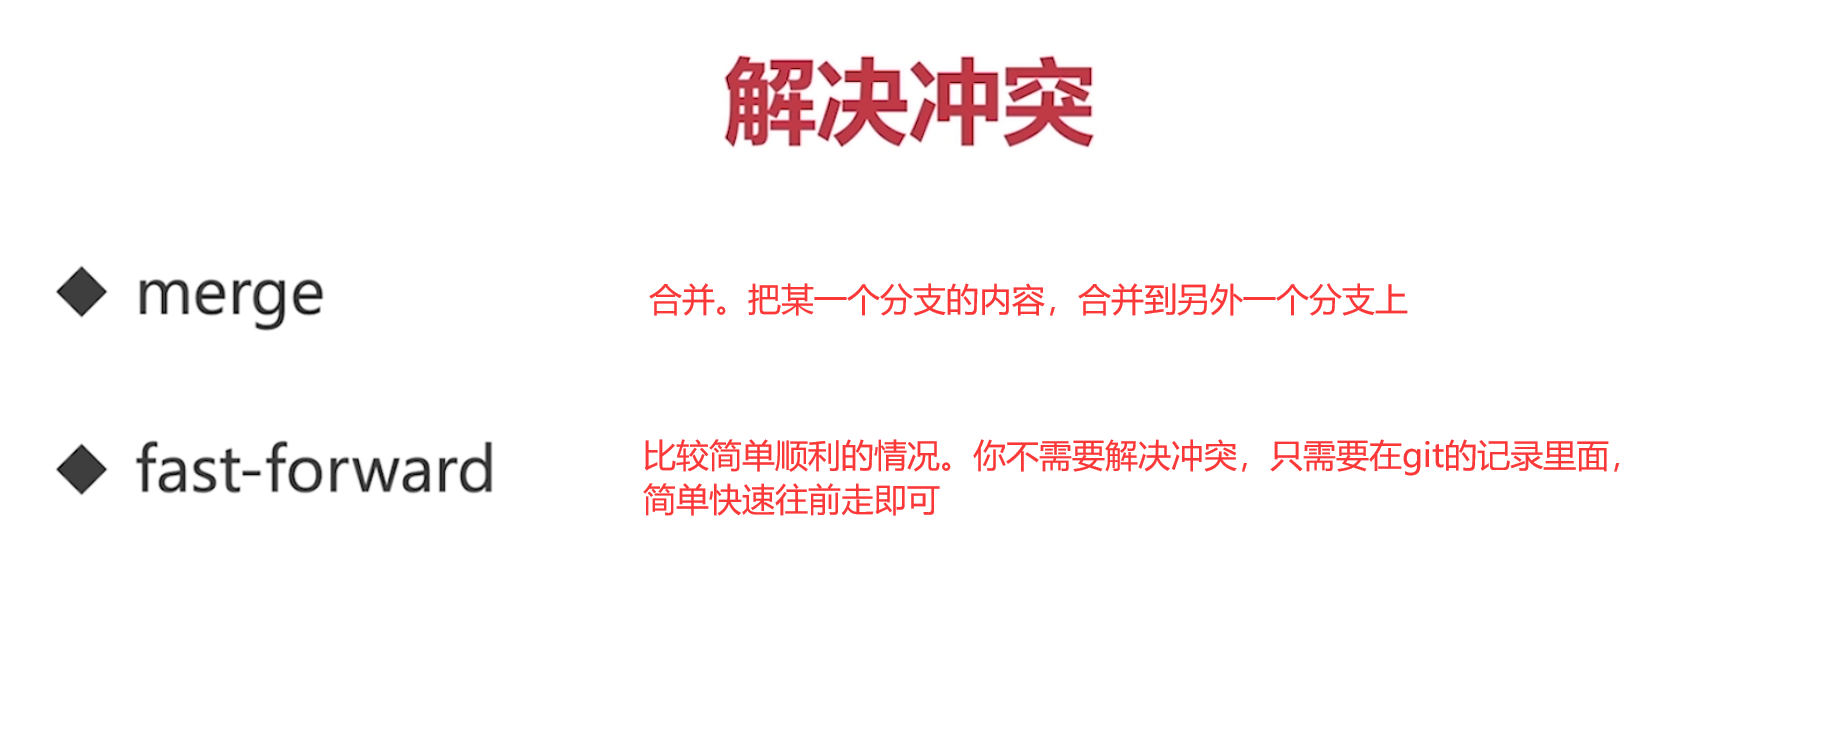 解决冲突
◆ merge
合并。把某一个分支的内容，合并到另外一个分支上
◆ fast-forward
比较简单顺利的情况。你不需要解决冲突，只需要在git的记录里面，
简单快速往前走即可